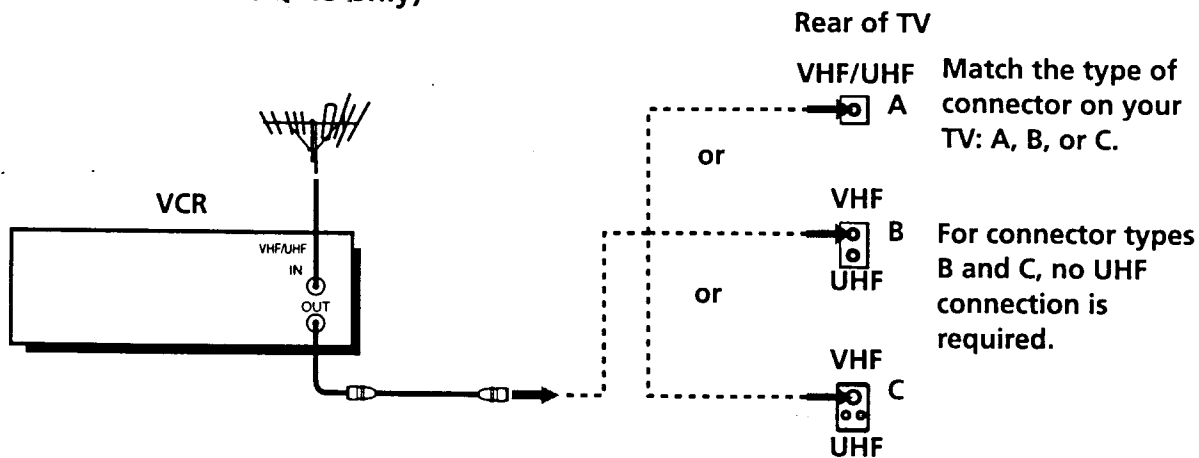 only)
Rear of TV
VHF/UHF
A
Match the type of
connector on your
TV: A, B, or C.
or
VCR
VHF/UHF
IN
OUT
VHF
B
UHF
For connector types
B and C, no UHF
connection is
required.
or
VHF
C
UHF